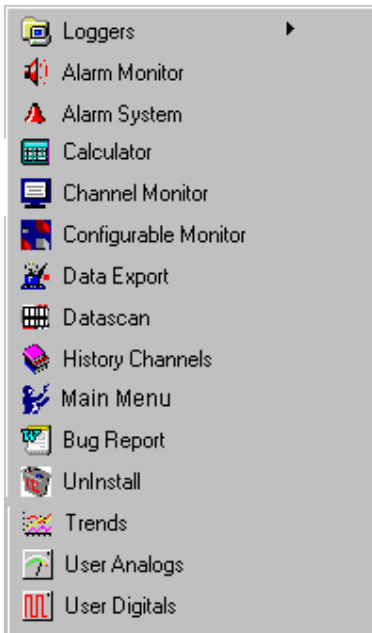 Loggers
Alarm Monitor
Alarm System
Calculator
Channel Monitor
Configurable Monitor
Data Export
Datascan
History Channels
Main Menu
Bug Report
UnInstall
Trends
User Analogs
User Digitals